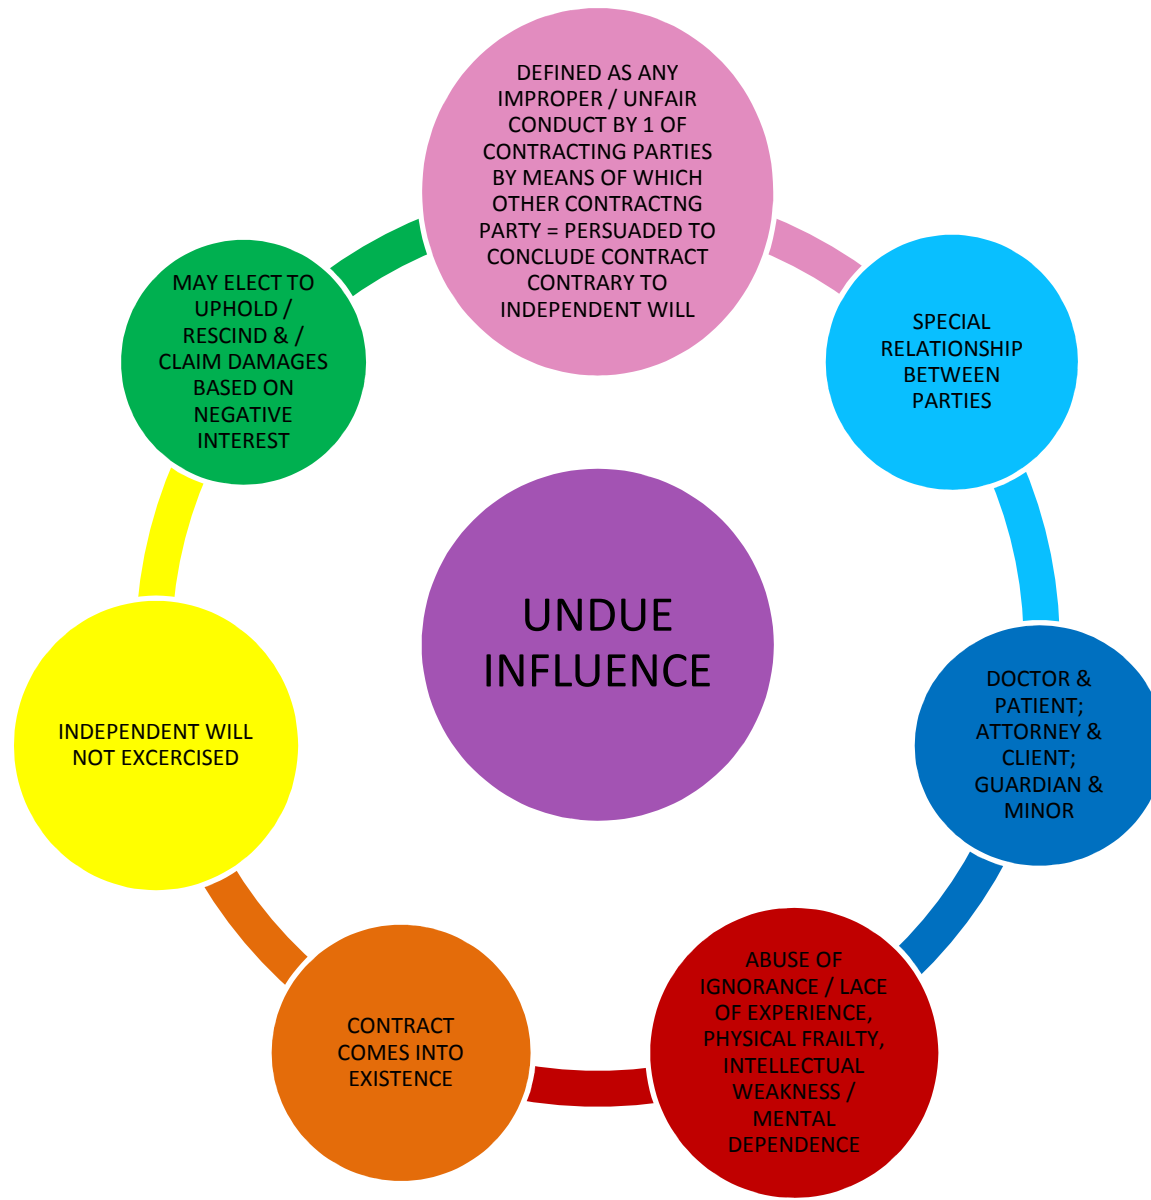 DEFINED AS ANY
IMPROPER / UNFAIR
CONDUCT BY 1 OF
CONTRACTING PARTIES
BY MEANS OF WHICH
OTHER CONTRACTNG
PARTY = PERSUADED TO
CONCLUDE CONTRACT
CONTRARY TO
INDEPENDENT WILL
SPECIAL
RELATIONSHIP
BETWEEN
PARTIES
DOCTOR &
PATIENT;
ATTORNEY &
CLIENT;
GUARDIAN &
MINOR
ABUSE OF
IGNORANCE / LACE
OF EXPERIENCE,
PHYSICAL FRAILTY,
INTELLECTUAL
WEAKNESS /
MENTAL
DEPENDENCE
CONTRACT
COMES INTO
EXISTENCE
INDEPENDENT WILL
NOT EXCERCISED
MAY ELECT TO
UPHOLD /
RESCIND & /
CLAIM DAMAGES
BASED ON
NEGATIVE
INTEREST
UNDUE
INFLUENCE